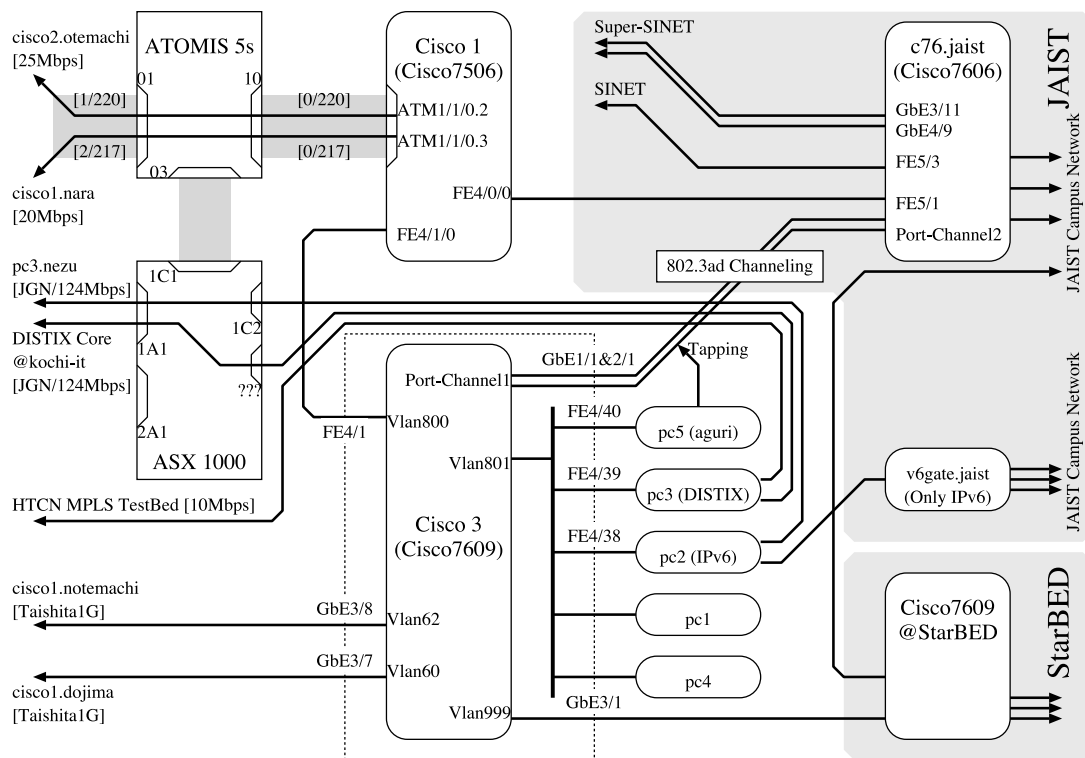 cisco2.otemachi
[25Mbps]
[1/220]
[2/217]
cisco1.nara
[20Mbps]
ATOMIS 5s
01
10
03
[0/220]
[0/217]
Cisco 1
(Cisco7506)
ATM1/1/0.2
ATM1/1/0.3
FE4/0/0
FE4/1/0
Super-SINET
SINET
c76.jaist
(Cisco7606)
GbE3/11
GbE4/9
FE5/3
FE5/1
Port-Channel2
JAIST
JAIST Campus Network
802.3ad Channeling
pc3.nezu
[JGN/124Mbps]
DISTIX Core
@kochi-it
[JGN/124Mbps]
1C1
1C2
1A1
???
2A1
ASX 1000
HTCN MPLS TestBed [10Mbps]
GbE1/1&2/1
Tapping
Port-Channel1
FE4/1
Vlan800
Vlan801
Cisco 3
(Cisco7609)
Vlan62
Vlan60
Vlan999
FE4/40
pc5 (aguri)
FE4/39
pc3 (DISTIX)
FE4/38
pc2 (IPv6)
pc1
pc4
v6gate.jaist
(Only IPv6)
JAIST Campus Network
cisco1.notemachi
[Taishita1G]
GbE3/8
GbE3/7
cisco1.dojima
[Taishita1G]
GbE3/1
Cisco7609
@StarBED
StarBED